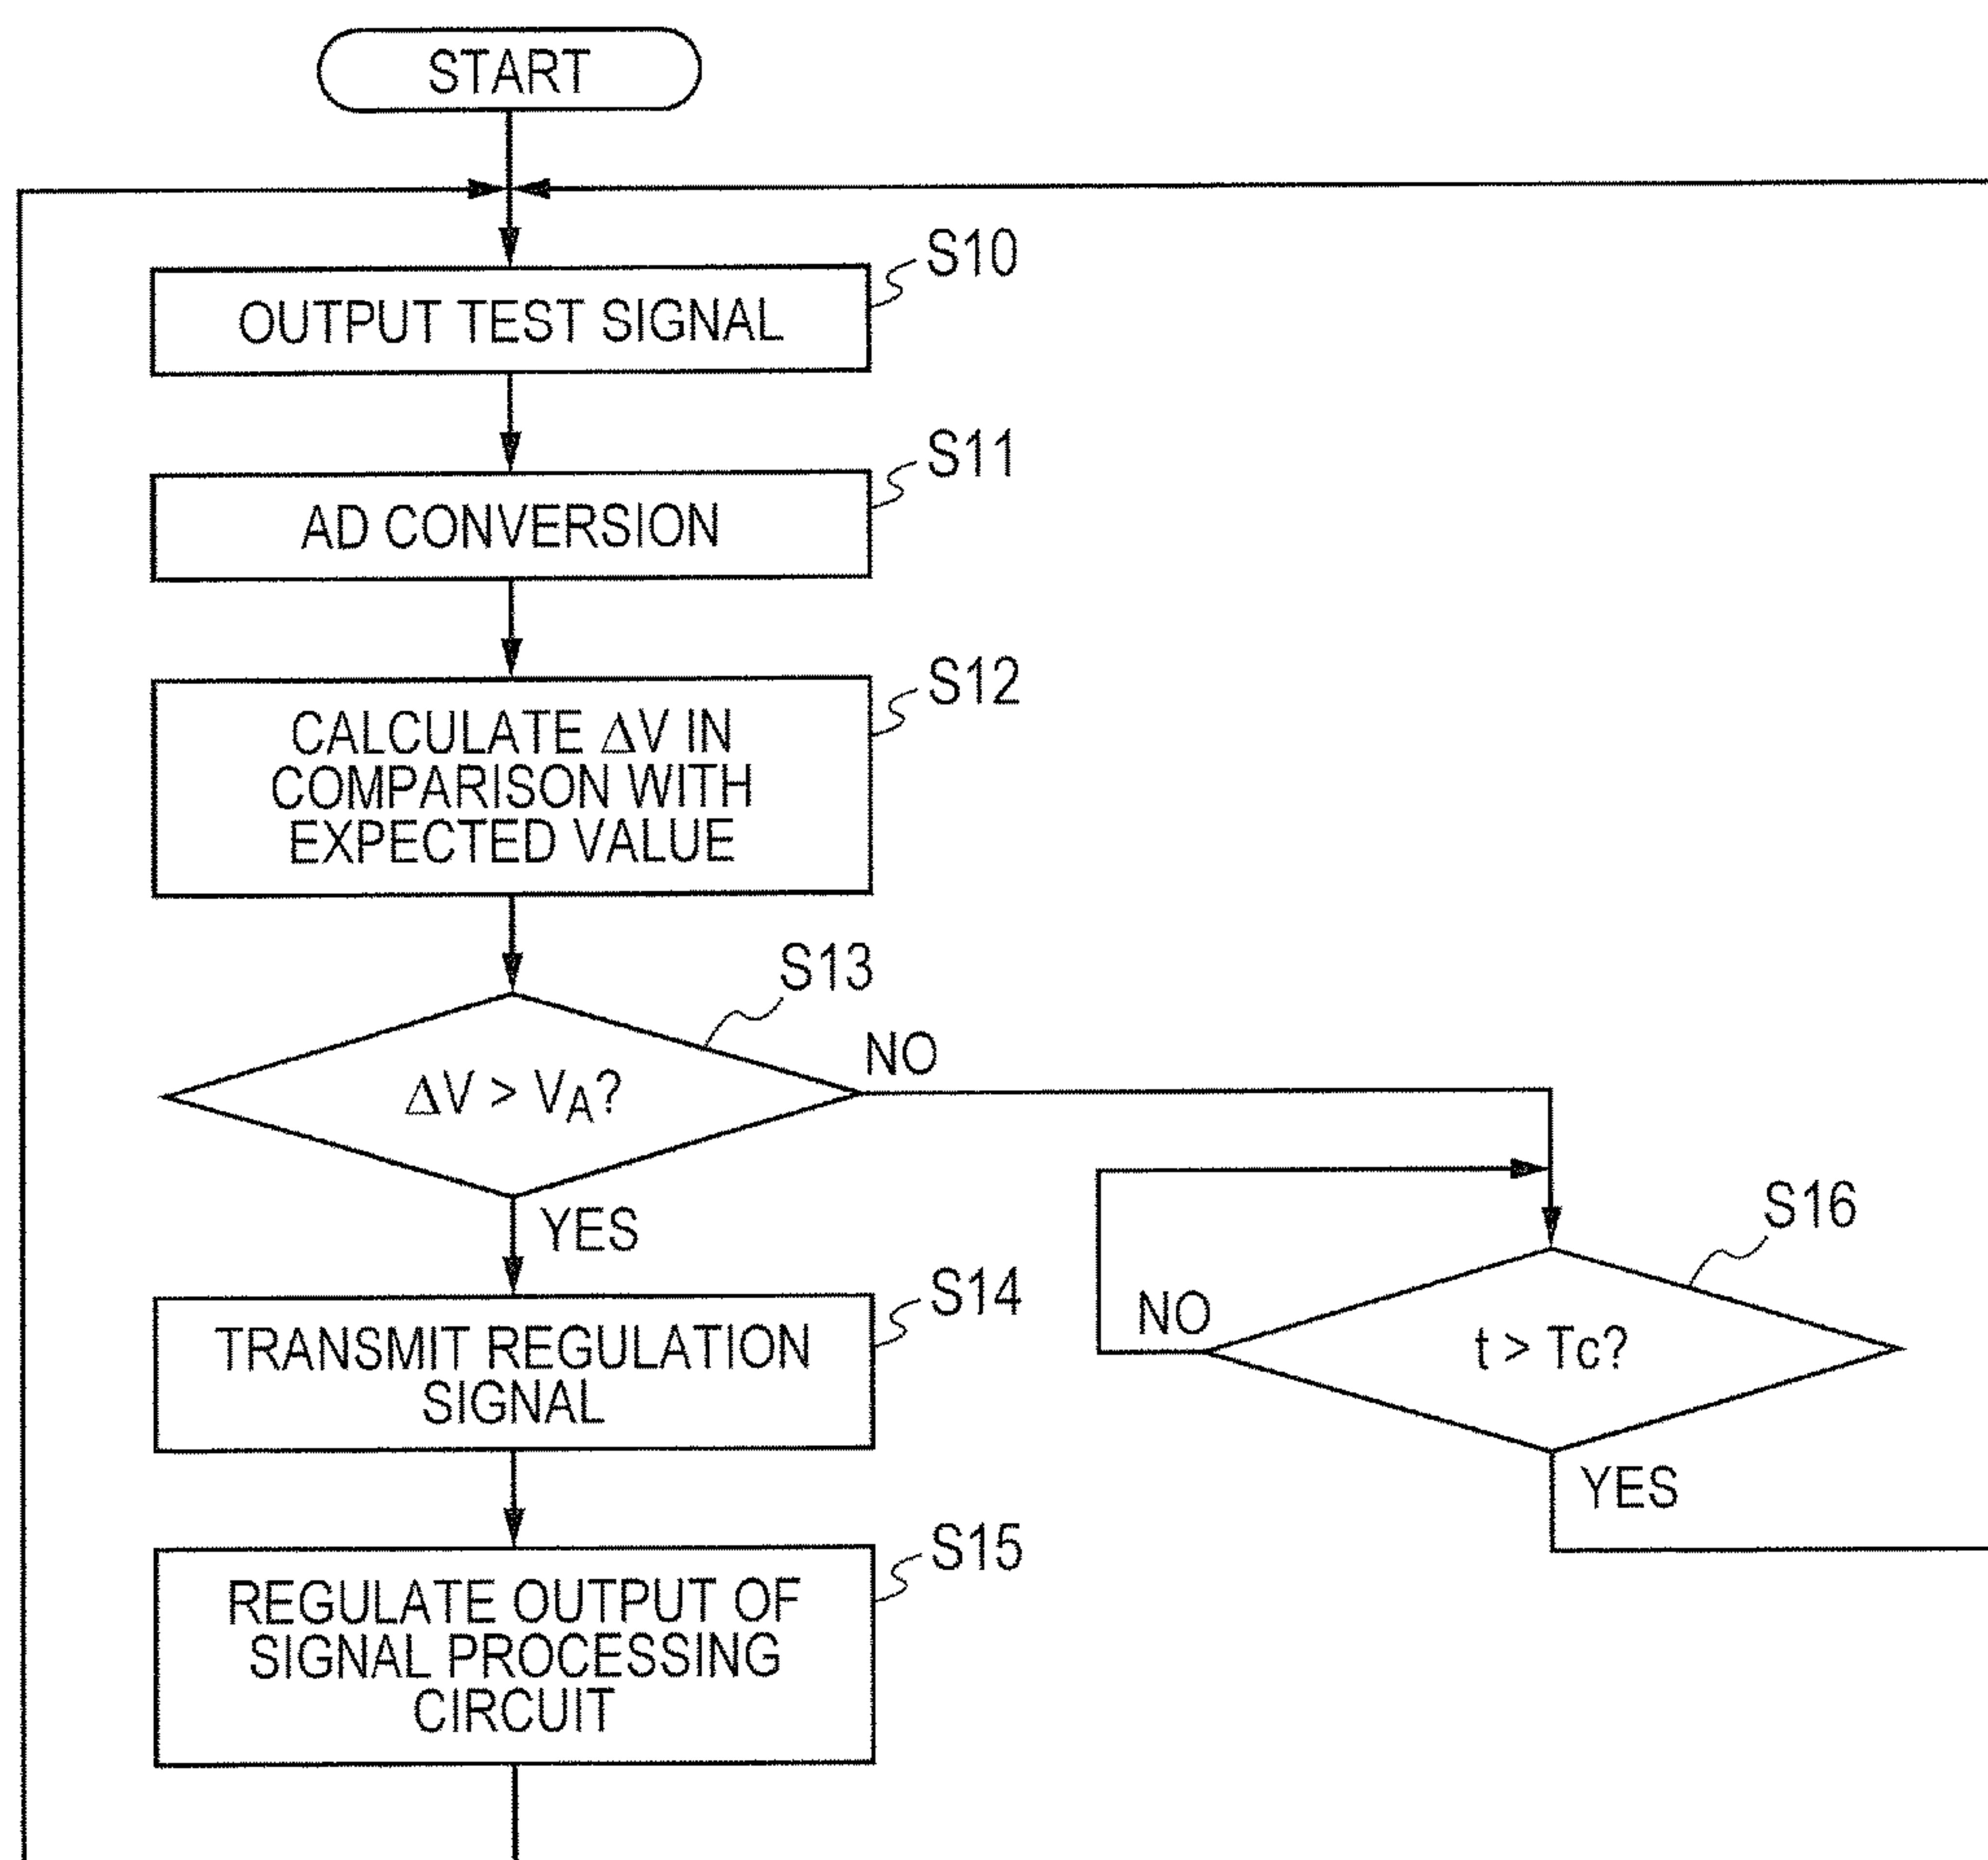 START
S10
OUTPUT TEST SIGNAL
S11
AD CONVERSION
S12
CALCULATE ΔV IN
COMPARISON WITH
EXPECTED VALUE
S13
ΔV > VA?
NO
YES
S14
TRANSMIT REGULATION
SIGNAL
S15
REGULATE OUTPUT OF
SIGNAL PROCESSING
CIRCUIT
S16
t > Tc?
NO
YES